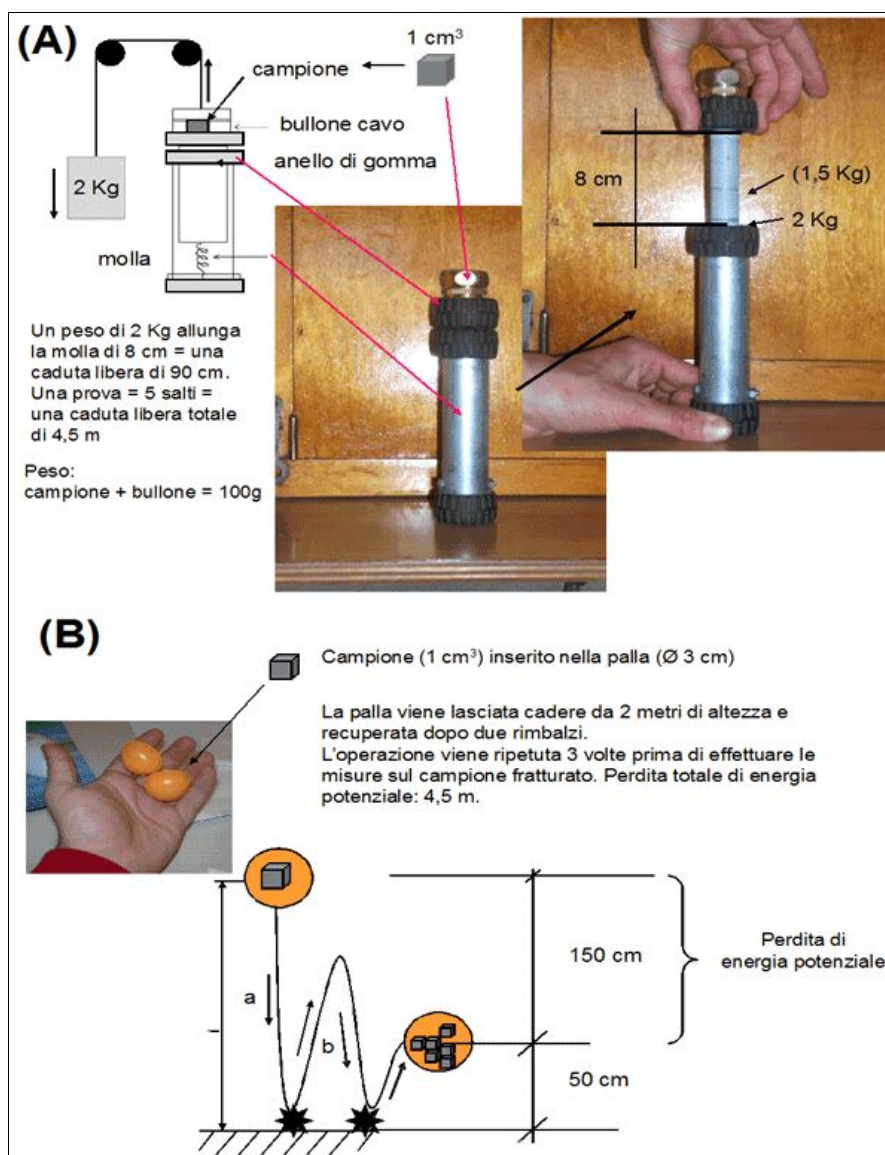 (A)
1 cm³
campione
bullone cavo
anello di gomma
2 Kg
molla
8 cm
(1,5 Kg)
2 Kg
Un peso di 2 Kg allunga
la molla di 8 cm = una
caduta libera di 90 cm.
Una prova = 5 salti =
una caduta libera totale
di 4,5 m
Peso:
campione + bullone = 100g
(B)
Campione (1 cm³) inserito nella palla (Ø 3 cm)
La palla viene lasciata cadere da 2 metri di altezza e
recuperata dopo due rimbalzi.
L'operazione viene ripetuta 3 volte prima di effettuare le
misure sul campione fratturato. Perdita totale di energia
potenziale: 4,5 m.
a
b
150 cm
50 cm
Perdita di
energia potenziale